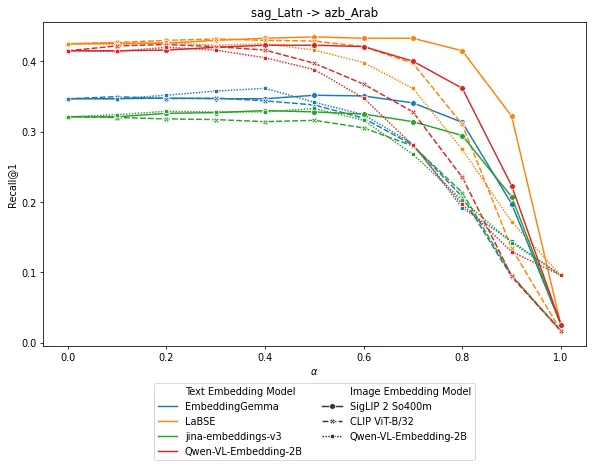 sag_Latn -> azb_Arab
Recall@1
0.4
0.3
0.2
0.1
0.0
0.0 0.2 0.4 0.6 0.8 1.0
α
Text Embedding Model
EmbeddingGemma
LaBSE
jina-embeddings-v3
Qwen-VL-Embedding-2B
Image Embedding Model
SigLIP 2 So400m
CLIP ViT-B/32
Qwen-VL-Embedding-2B